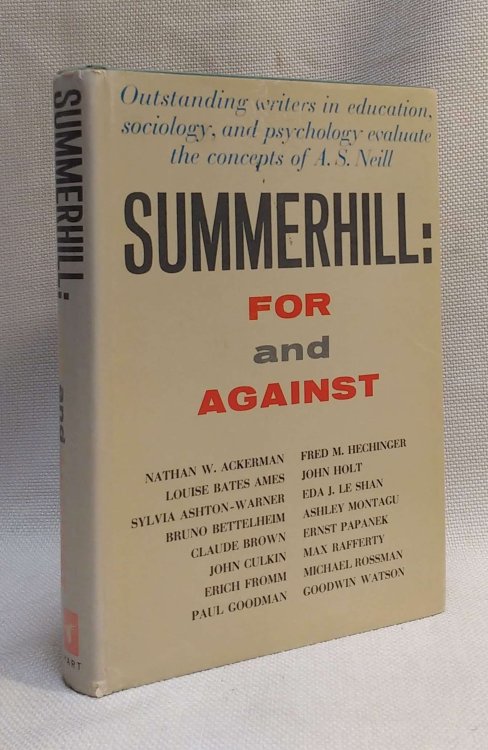 Outstanding writers in education,
sociology, and psychology evaluate
the concepts of A. S. Neill
SUMMERHILL:
FOR
and
AGAINST
NATHAN W. ACKERMAN
LOUISE BATES AMES
SYLVIA ASHTON-WARNER
BRUNO BETTELHEIM
CLAUDE BROWN
JOHN CULKIN
ERICH FROMM
PAUL GOODMAN
FRED M. HECHINGER
JOHN HOLT
EDA J. LE SHAN
ASHLEY MONTAGU
ERNST PAPANEK
MAX RAFFERTY
MICHAEL ROSSMAN
GOODWIN WATSON
SUMMERHILL:
and